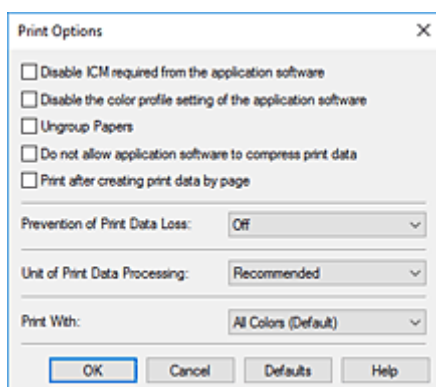 Print Options
Disable ICM required from the application software
Disable the color profile setting of the application software
Ungroup Papers
Do not allow application software to compress print data
Print after creating print data by page
Prevention of Print Data Loss: Off
Unit of Print Data Processing: Recommended
Print With: All Colors (Default)
OK Cancel Defaults Help